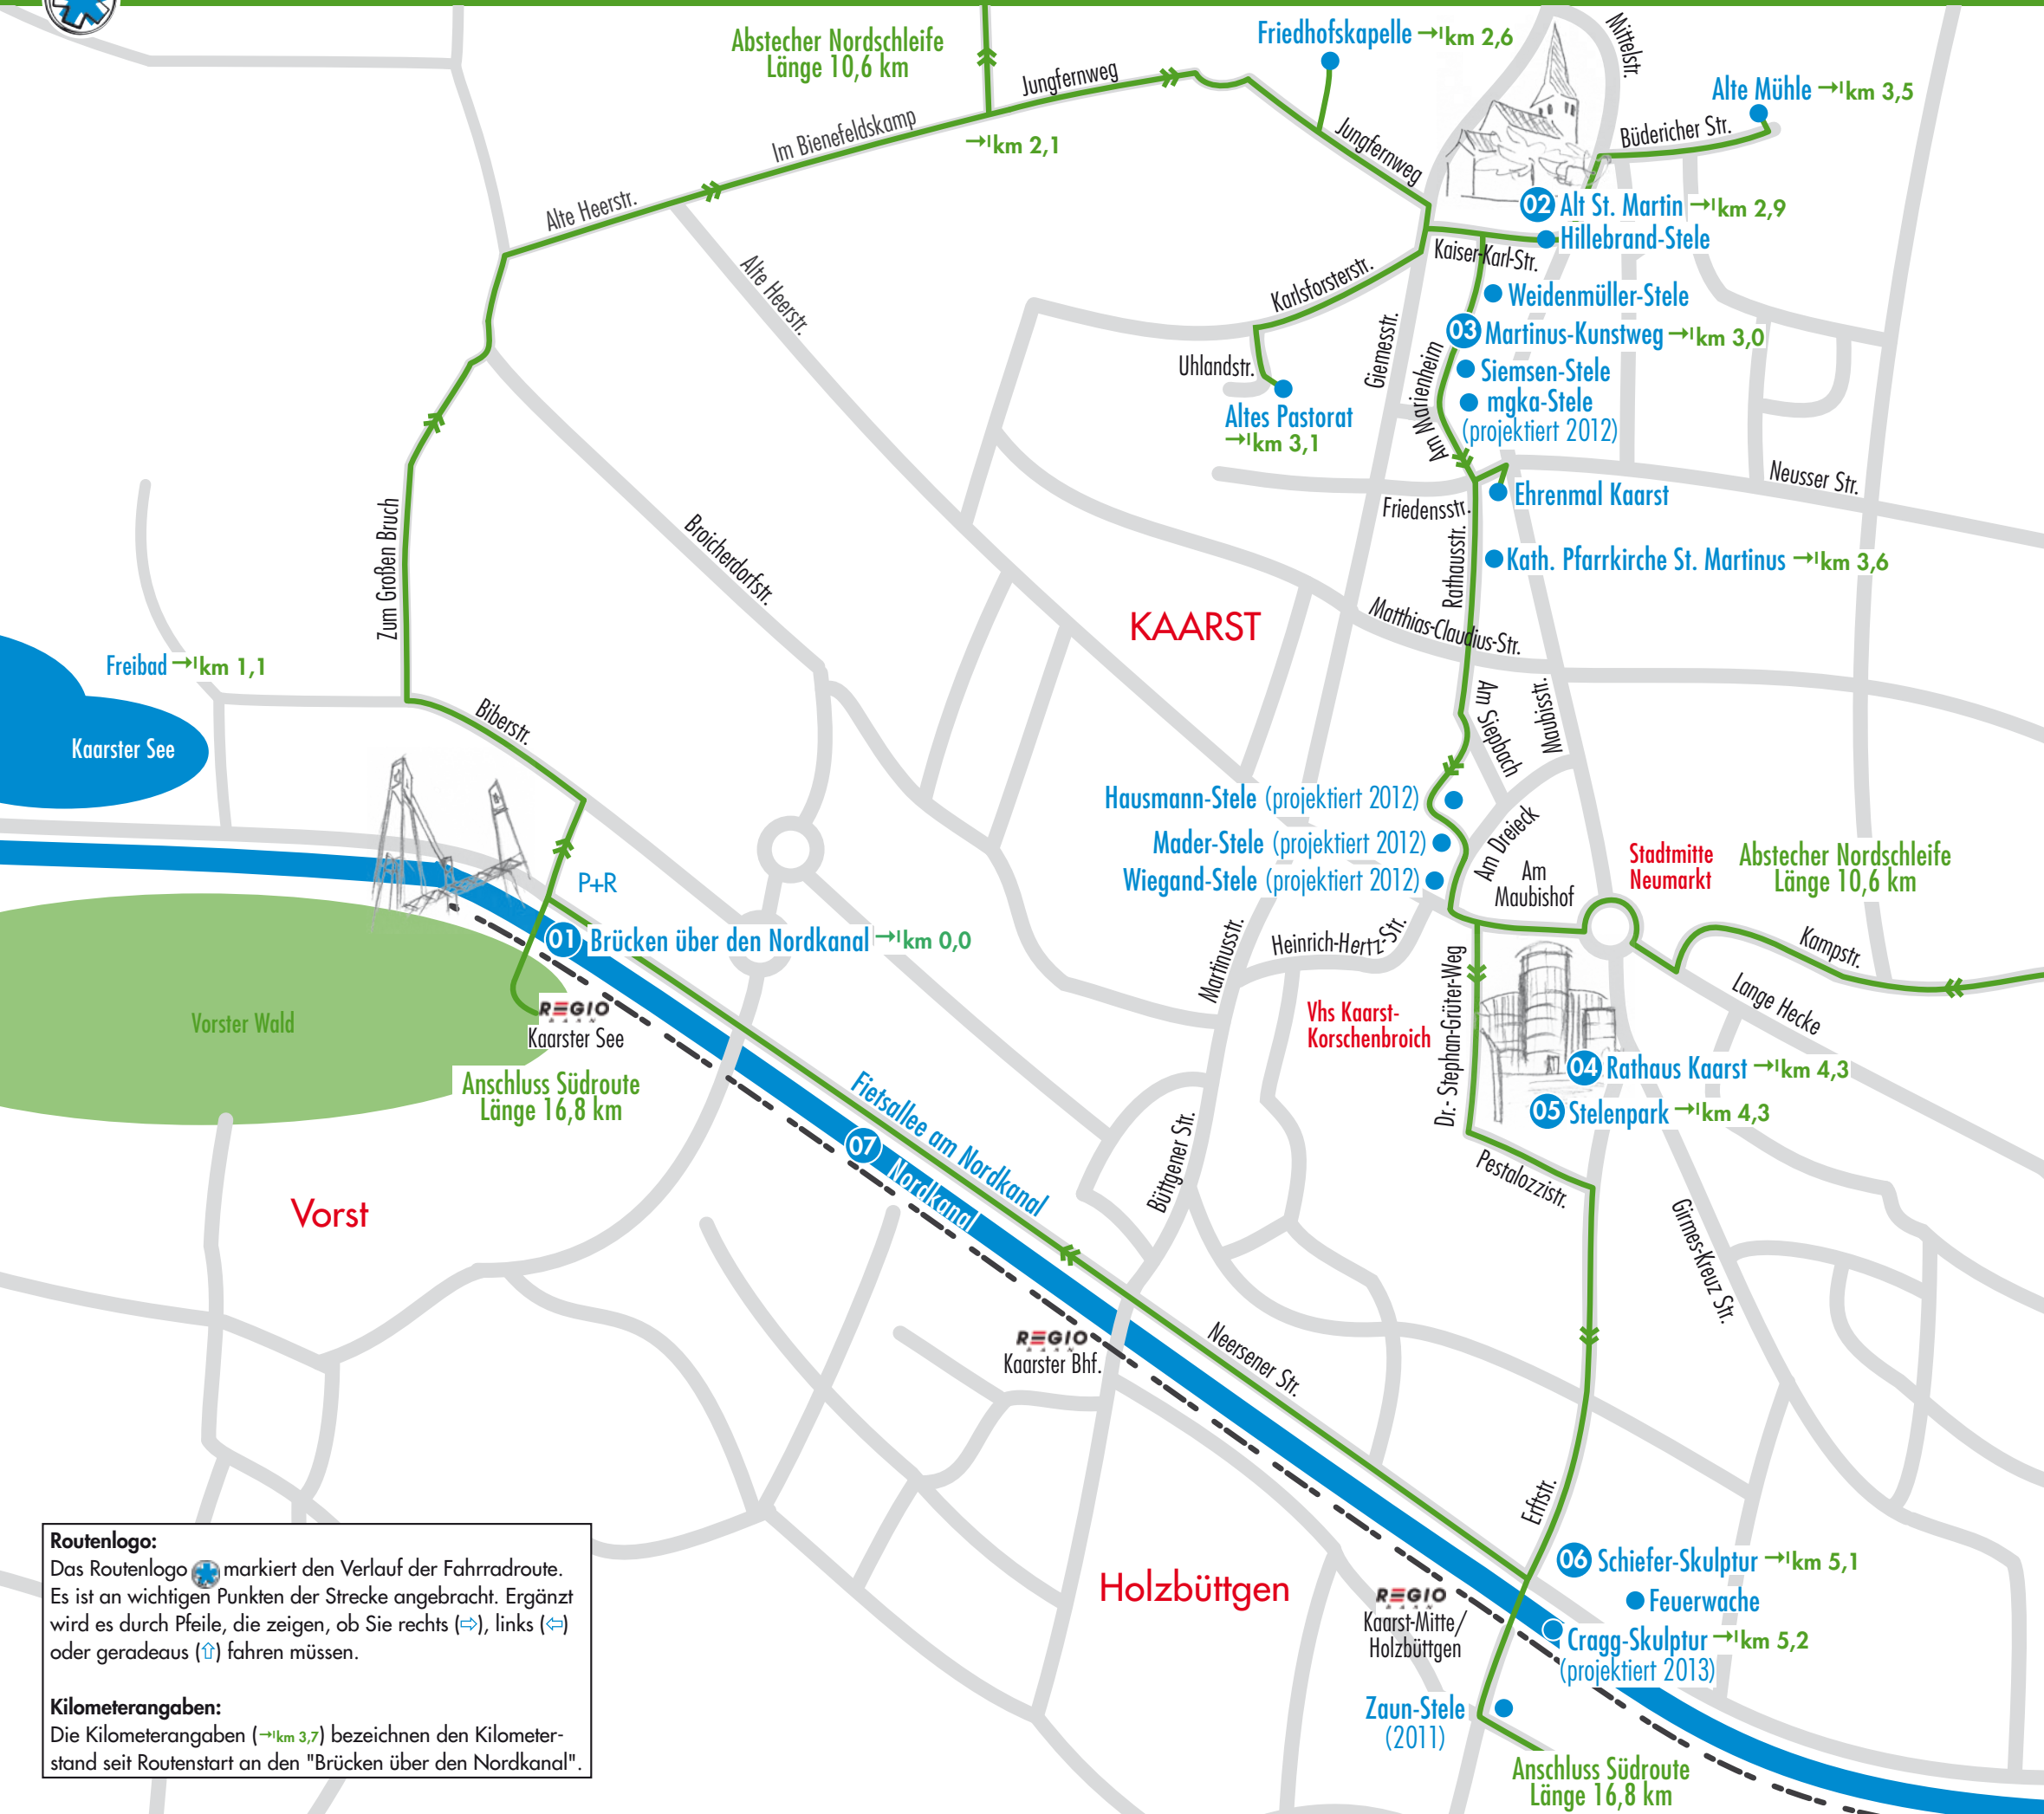 Abstecher Nordschleife
Länge 10,6 km
Friedhofskapelle →km 2,6
Mittelstr.
Jungfernweg
Alte Mühle →km 3,5
Büdericher Str.
Im Bienefeldskamp
→km 2,1
Jungfernweg
Alte Heerstr.
02 Alt St. Martin →km 2,9
Hillebrand-Stele
Kaiser-Karl-Str.
Alte Heerstr.
Karlsforsterstr.
Weidenmüller-Stele
Giemesstr.
03 Martinus-Kunstweg →km 3,0
Uhlandstr.
Am Marienheim
Siemsen-Stele
mgka-Stele
(projektiert 2012)
Altes Pastorat
→km 3,1
Neusser Str.
Ehrenmal Kaarst
Friedensstr.
Zum Großen Bruch
Broicherdorfstr.
Rathausstr.
Kath. Pfarrkirche St. Martinus →km 3,6
KAARST
Matthias-Claudius-Str.
Freibad →km 1,1
Biberstr.
Am Siepbach
Maubisstr.
Kaarster See
Hausmann-Stele (projektiert 2012)
Mader-Stele (projektiert 2012)
Am Dreieck
Wiegand-Stele (projektiert 2012)
Am
Maubishof
Stadtmitte
Neumarkt
Abstecher Nordschleife
Länge 10,6 km
P+R
01 Brücken über den Nordkanal →km 0,0
Martinusstr.
Heinrich-Hertz-Str.
Kampstr.
Lange Hecke
Vorster Wald
REGIO
BAHN
Kaarster See
Vhs Kaarst-
Korschenbroich
Dr.- Stephan-Grüter-Weg
04 Rathaus Kaarst →km 4,3
05 Stelenpark →km 4,3
Anschluss Südroute
Länge 16,8 km
Fietsallee am Nordkanal
07 Nordkanal
Büttgener Str.
Pestalozzistr.
Vorst
Girmes-Kreuz Str.
REGIO
BAHN
Kaarster Bhf.
Neersener Str.
Erftstr.
06 Schiefer-Skulptur →km 5,1
Feuerwache
Holzbüttgen
REGIO
BAHN
Kaarst-Mitte/
Holzbüttgen
Cragg-Skulptur →km 5,2
(projektiert 2013)
Zaun-Stele
(2011)
Anschluss Südroute
Länge 16,8 km
Routenlogo:
Das Routenlogo markiert den Verlauf der Fahrradroute.
Es ist an wichtigen Punkten der Strecke angebracht. Ergänzt
wird es durch Pfeile, die zeigen, ob Sie rechts (⇨), links (⇦)
oder geradeaus (⇧) fahren müssen.
Kilometerangaben:
Die Kilometerangaben (→km 3,7) bezeichnen den Kilometer-
stand seit Routenstart an den "Brücken über den Nordkanal".